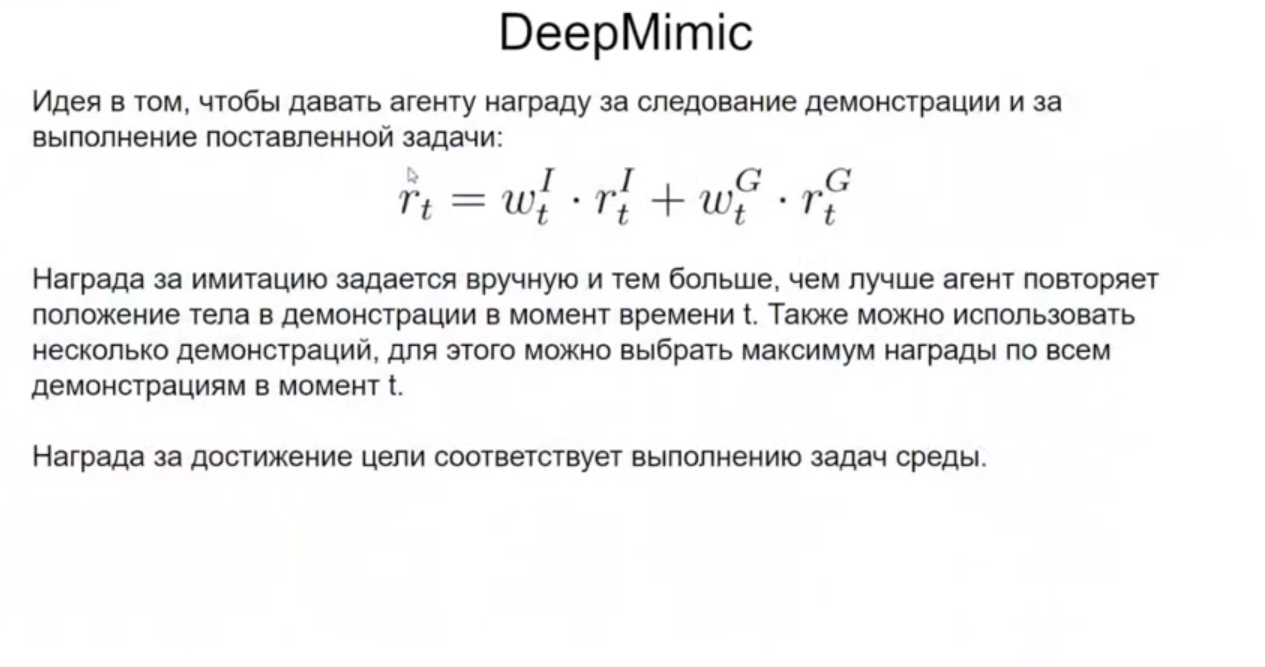 DeepMimic
Идея в том, чтобы давать агенту награду за следование демонстрации и за
выполнение поставленной задачи:
r_t = w_t^I · r_t^I + w_t^G · r_t^G
Награда за имитацию задается вручную и тем больше, чем лучше агент повторяет
положение тела в демонстрации в момент времени t. Также можно использовать
несколько демонстраций, для этого можно выбрать максимум награды по всем
демонстрациям в момент t.
Награда за достижение цели соответствует выполнению задач среды.